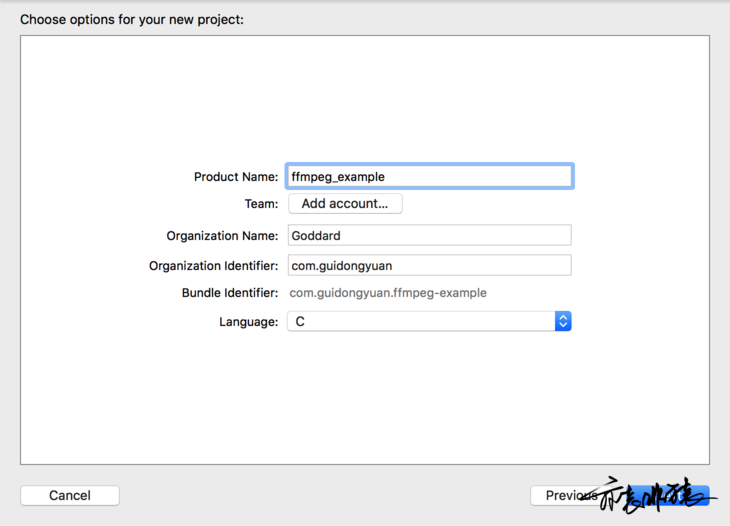 Choose options for your new project:
Product Name: ffmpeg_example
Team: Add account...
Organization Name: Goddard
Organization Identifier: com.guidongyuan
Bundle Identifier: com.guidongyuan.ffmpeg-example
Language: C
Cancel Previous